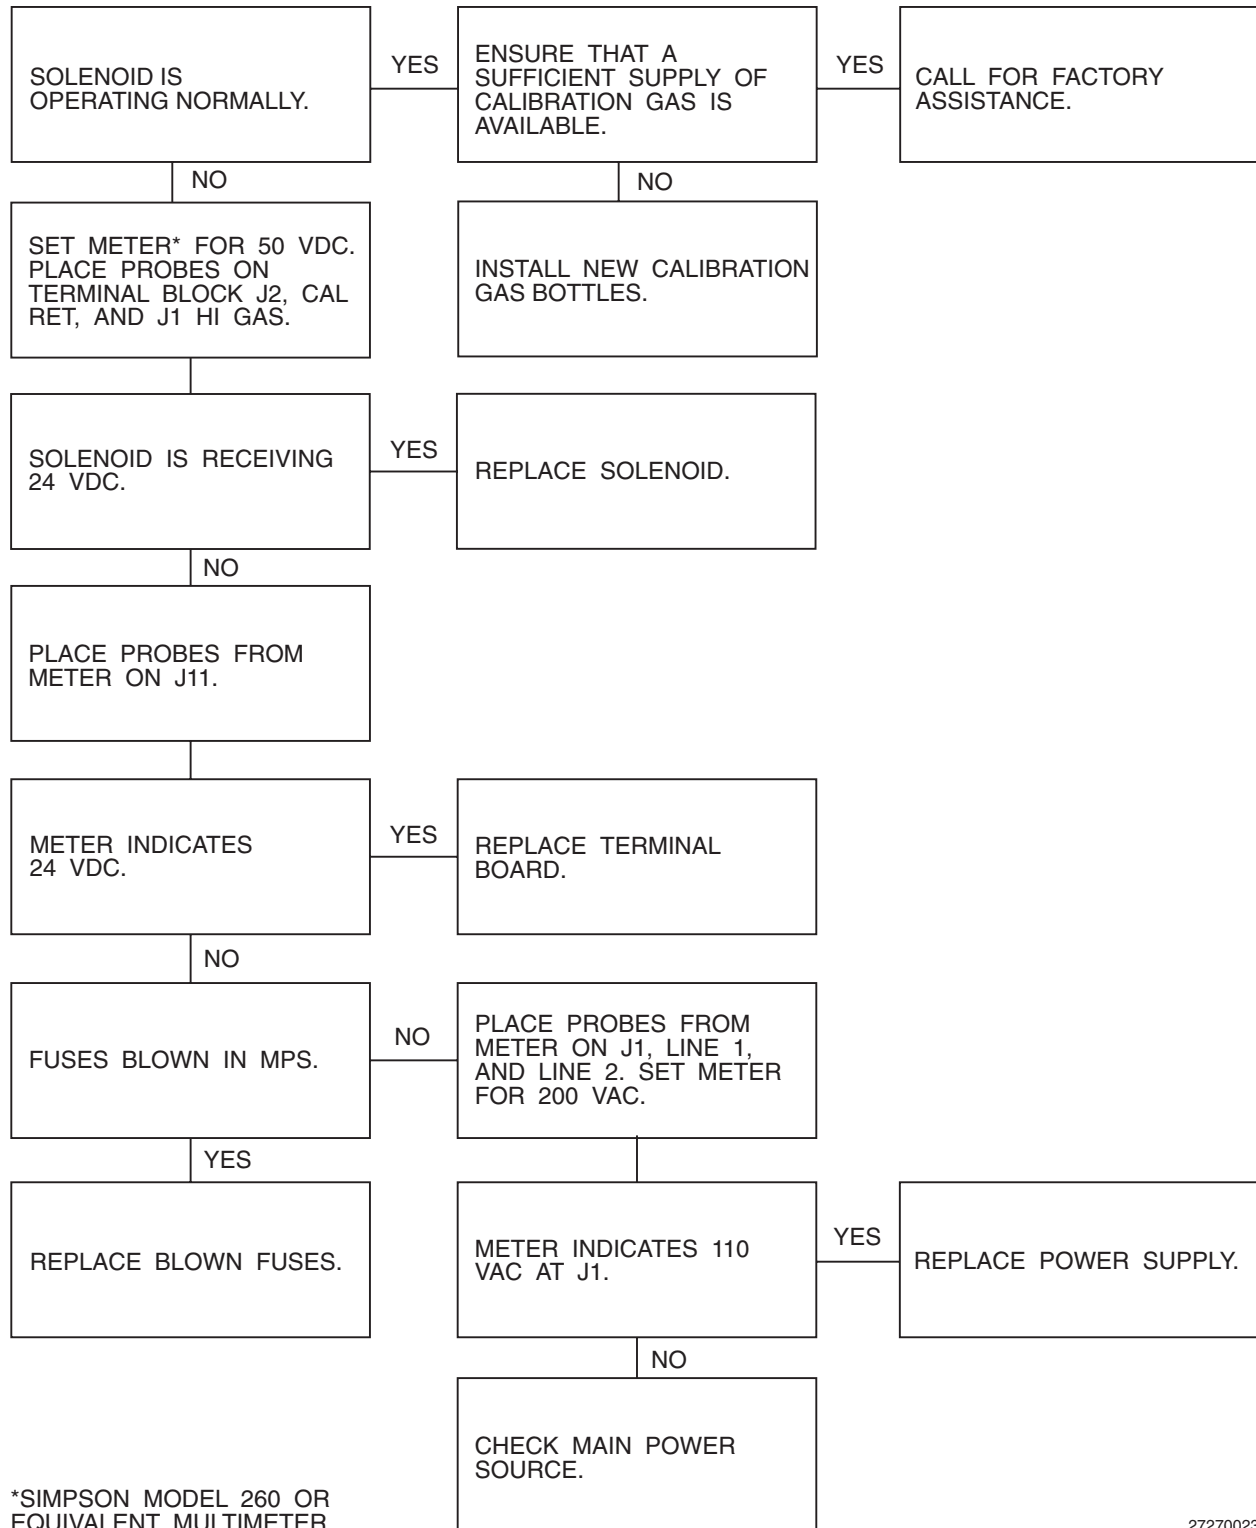 SOLENOID IS
OPERATING NORMALLY.
YES
ENSURE THAT A
SUFFICIENT SUPPLY OF
CALIBRATION GAS IS
AVAILABLE.
YES
CALL FOR FACTORY
ASSISTANCE.
NO
NO
SET METER* FOR 50 VDC.
PLACE PROBES ON
TERMINAL BLOCK J2, CAL
RET, AND J1 HI GAS.
INSTALL NEW CALIBRATION
GAS BOTTLES.
SOLENOID IS RECEIVING
24 VDC.
YES
REPLACE SOLENOID.
NO
PLACE PROBES FROM
METER ON J11.
METER INDICATES
24 VDC.
YES
REPLACE TERMINAL
BOARD.
NO
FUSES BLOWN IN MPS.
NO
PLACE PROBES FROM
METER ON J1, LINE 1,
AND LINE 2. SET METER
FOR 200 VAC.
YES
REPLACE BLOWN FUSES.
METER INDICATES 110
VAC AT J1.
YES
REPLACE POWER SUPPLY.
NO
CHECK MAIN POWER
SOURCE.
*SIMPSON MODEL 260 OR
EQUIVALENT MULTIMETER
27270023